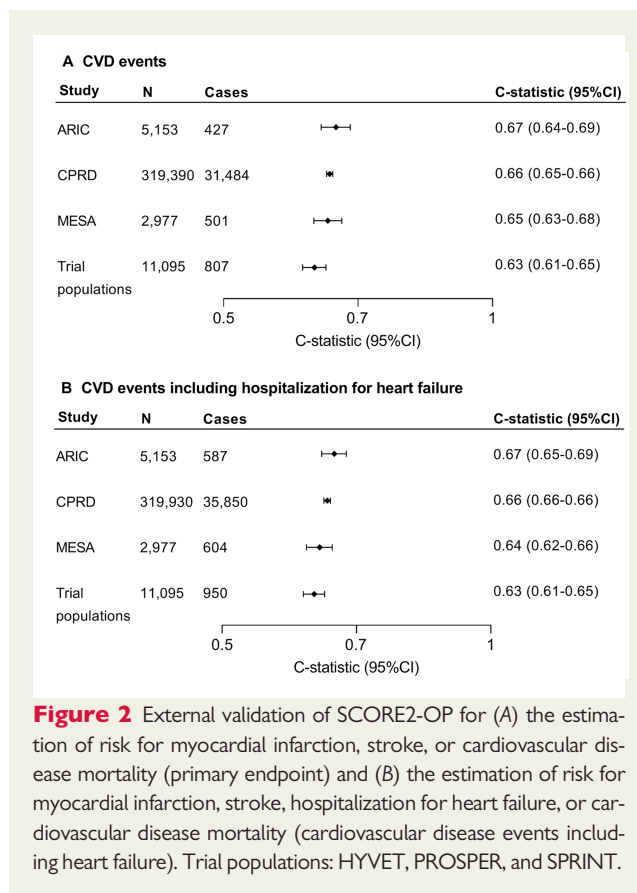 A CVD events
Study N Cases C-statistic (95%CI)
ARIC 5,153 427 0.67 (0.64-0.69)
CPRD 319,390 31,484 0.66 (0.65-0.66)
MESA 2,977 501 0.65 (0.63-0.68)
Trial 11,095 807 0.63 (0.61-0.65)
populations
0.5 0.7 1
C-statistic (95%CI)
B CVD events including hospitalization for heart failure
Study N Cases C-statistic (95%CI)
ARIC 5,153 587 0.67 (0.65-0.69)
CPRD 319,930 35,850 0.66 (0.66-0.66)
MESA 2,977 604 0.64 (0.62-0.66)
Trial 11,095 950 0.63 (0.61-0.65)
populations
0.5 0.7 1
C-statistic (95%CI)
Figure 2 External validation of SCORE2-OP for (A) the estima-
tion of risk for myocardial infarction, stroke, or cardiovascular dis-
ease mortality (primary endpoint) and (B) the estimation of risk for
myocardial infarction, stroke, hospitalization for heart failure, or car-
diovascular disease mortality (cardiovascular disease events includ-
ing heart failure). Trial populations: HYVET, PROSPER, and SPRINT.